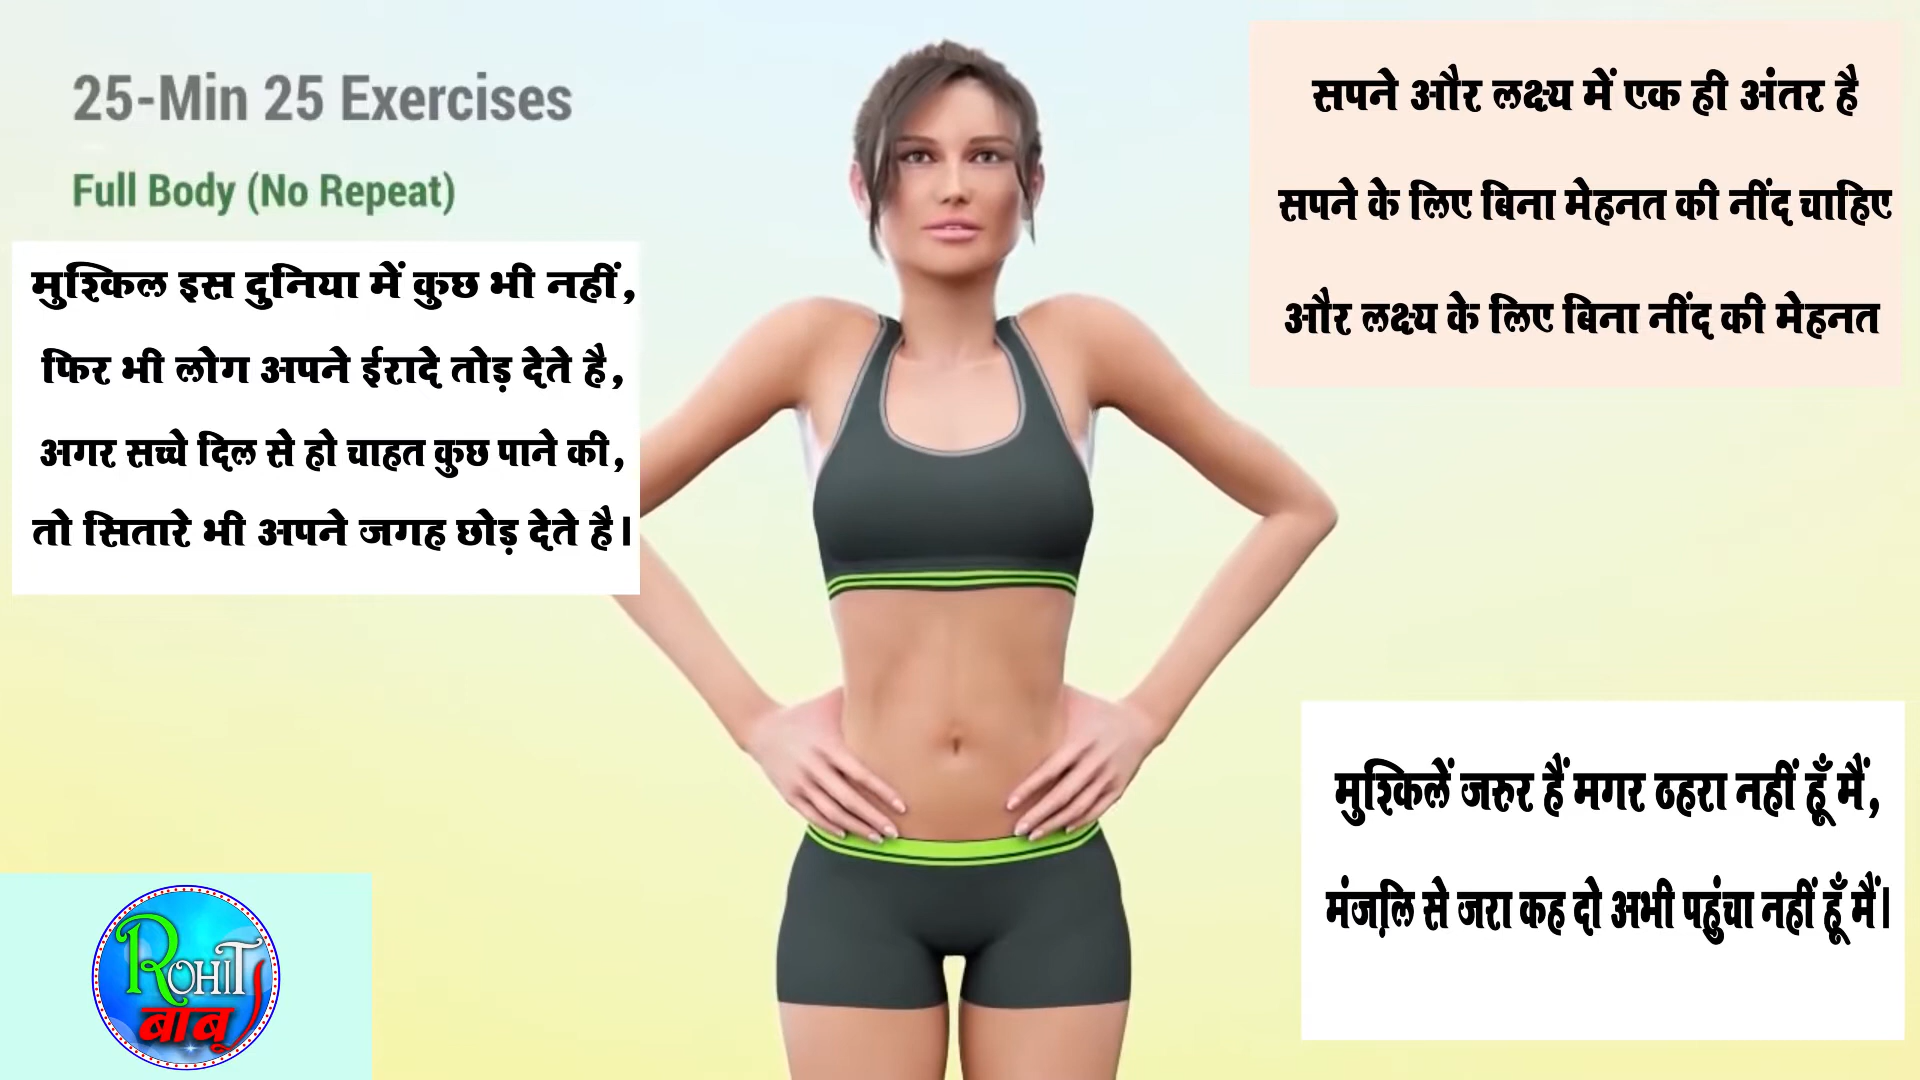 25-Min 25 Exercises
Full Body (No Repeat)
मुश्किल इस दुनिया में कुछ भी नहीं,
फिर भी लोग अपने ईरादे तोड़ देते है,
अगर सच्चे दिल से हो चाहत कुछ पाने की,
तो सितारे भी अपने जगह छोड़ देते है।
सपने और लक्ष्य में एक ही अंतर है
सपने के लिए बिना मेहनत की नींद चाहिए
और लक्ष्य के लिए बिना नींद की मेहनत
मुश्किलें जरुर हैं मगर ठहरा नहीं हूँ मैं,
मंज़िल से जरा कह दो अभी पहुंचा नहीं हूँ मैं।
ROHIT
बाबू